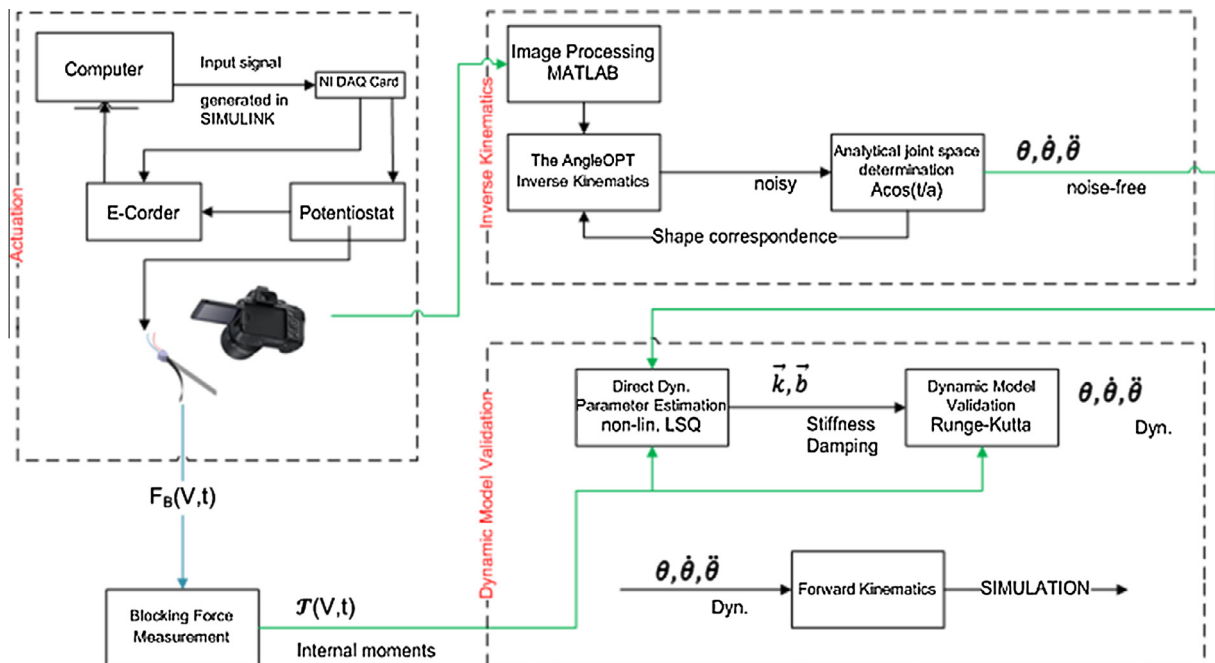 Actuation
Computer
Input signal
generated in
SIMULINK
NI DAQ Card
E-Corder
Potentiostat
F_B(V,t)
Blocking Force
Measurement
𝒯(V,t)
Internal moments
Inverse Kinematics
Image Processing
MATLAB
The AngleOPT
Inverse Kinematics
noisy
Analytical joint space
determination
Acos(t/a)
θ,θ̇,θ̈
noise-free
Shape correspondence
Dynamic Model Validation
Direct Dyn.
Parameter Estimation
non-lin. LSQ
k⃗,b⃗
Stiffness
Damping
Dynamic Model
Validation
Runge-Kutta
θ,θ̇,θ̈
Dyn.
θ,θ̇,θ̈
Dyn.
Forward Kinematics
SIMULATION